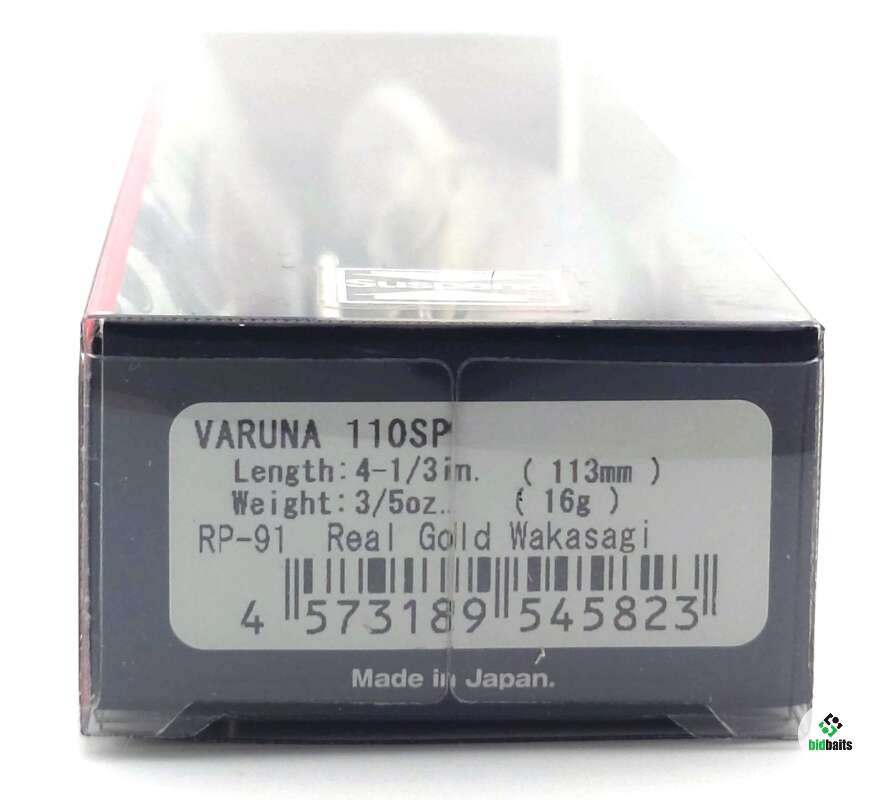 VARUNA 110SP
Length:4-1/3in. ( 113mm )
Weight:3/5oz. ( 16g )
RP-91 Real Gold Wakasagi
4 573189 545823
Made in Japan.
bidbaits